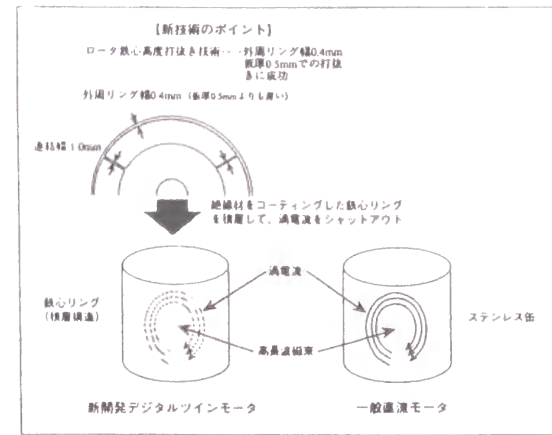 【新技術のポイント】
ロータ鉄心高度打抜き技術‥‥外周リング幅0.4mm
板厚0.5mmでの打抜
きに成功
外周リング幅0.4mm（板厚0.5mmよりも薄い）
連結幅1.0mm
絶縁材をコーティングした鉄心リング
を積層して、渦電流をシャットアウト
渦電流
鉄心リング
（積層構造）
ステンレス缶
高周波磁束
新開発デジタルツインモータ
一般直流モータ